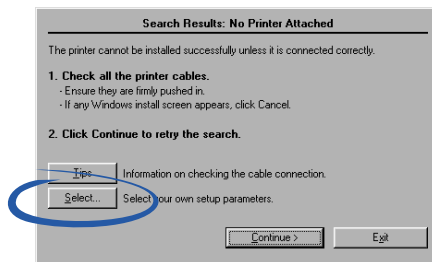 Search Results: No Printer Attached
The printer cannot be installed successfully unless it is connected correctly.
1. Check all the printer cables.
- Ensure they are firmly pushed in.
- If any Windows install screen appears, click Cancel.
2. Click Continue to retry the search.
Tips Information on checking the cable connection.
Select... Select your own setup parameters.
Continue > Exit